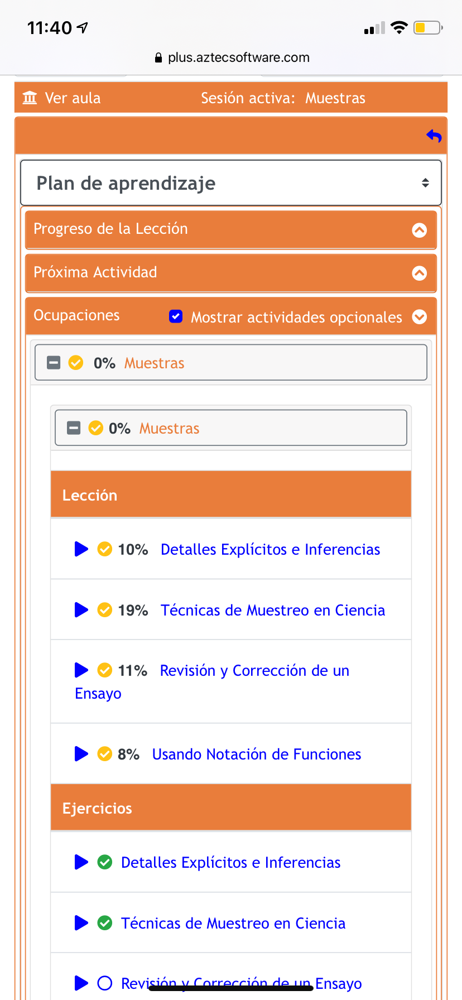 11:40
plus.aztecsoftware.com
Ver aula Sesión activa: Muestras
Plan de aprendizaje
Progreso de la Lección
Próxima Actividad
Ocupaciones Mostrar actividades opcionales
0% Muestras
0% Muestras
Lección
10% Detalles Explícitos e Inferencias
19% Técnicas de Muestreo en Ciencia
11% Revisión y Corrección de un
Ensayo
8% Usando Notación de Funciones
Ejercicios
Detalles Explícitos e Inferencias
Técnicas de Muestreo en Ciencia
Revisión y Corrección de un Ensayo